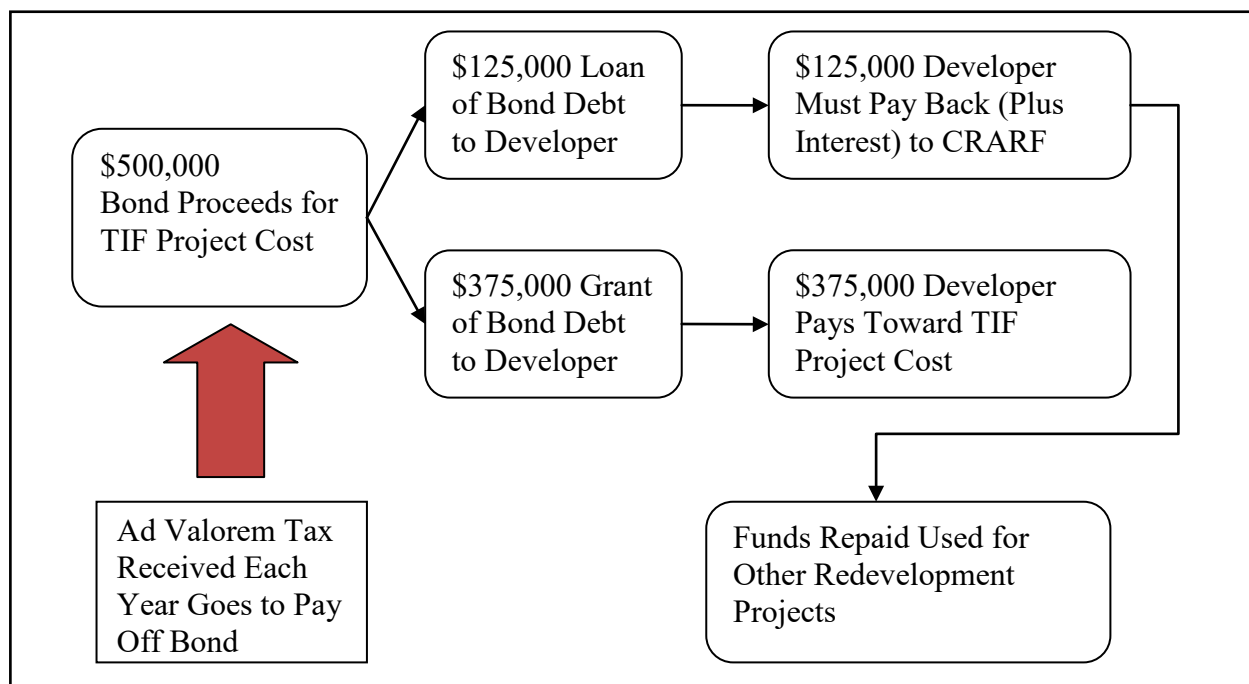 $500,000
Bond Proceeds for
TIF Project Cost
$125,000 Loan
of Bond Debt
to Developer
$125,000 Developer
Must Pay Back (Plus
Interest) to CRARF
$375,000 Grant
of Bond Debt
to Developer
$375,000 Developer
Pays Toward TIF
Project Cost
Ad Valorem Tax
Received Each
Year Goes to Pay
Off Bond
Funds Repaid Used for
Other Redevelopment
Projects